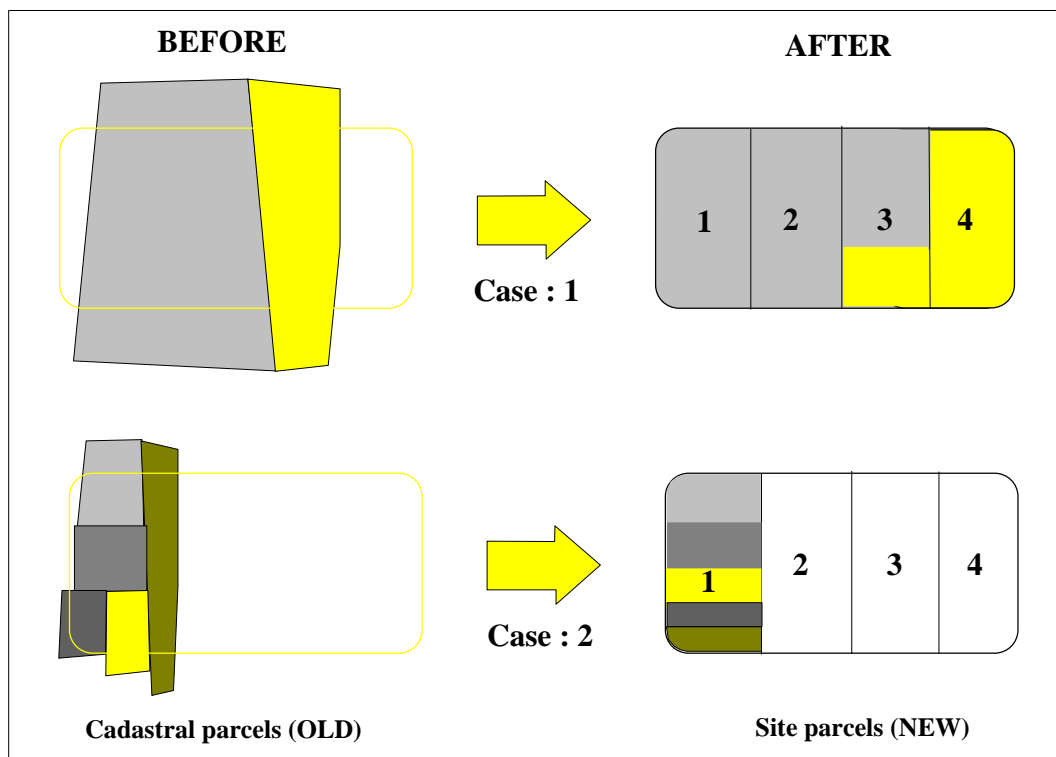 BEFORE
AFTER
1
2
3
4
Case : 1
1
2
3
4
Case : 2
Cadastral parcels (OLD)
Site parcels (NEW)